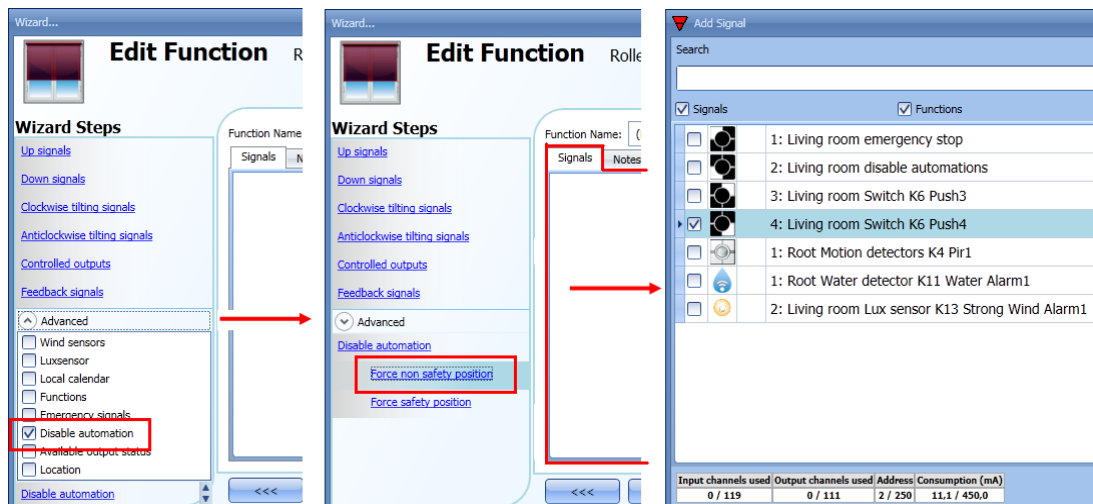 Wizard...
Edit Function R
Wizard Steps
Up signals
Down signals
Clockwise tilting signals
Anticlockwise tilting signals
Controlled outputs
Feedback signals
Advanced
Wind sensors
Luxsensor
Local calendar
Functions
Emergency signals
Disable automation
Available output status
Location
Disable automation
Function Name
Signals N
<<<
Wizard...
Edit Function Rolle
Wizard Steps
Up signals
Down signals
Clockwise tilting signals
Anticlockwise tilting signals
Controlled outputs
Feedback signals
Advanced
Disable automation
Force non safety position
Force safety position
Function Name: (
Signals Notes
<<<
Add Signal
Search
Signals Functions
1: Living room emergency stop
2: Living room disable automations
3: Living room Switch K6 Push3
4: Living room Switch K6 Push4
1: Root Motion detectors K4 Pir1
1: Root Water detector K11 Water Alarm1
2: Living room Lux sensor K13 Strong Wind Alarm1
Input channels used Output channels used Address Consumption (mA)
0 / 119 0 / 111 2 / 250 11,1 / 450,0